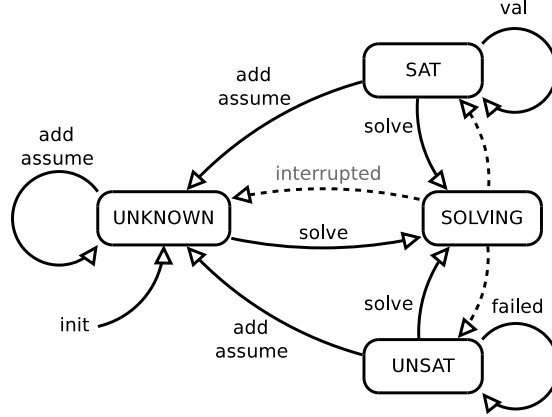 val
SAT
add
assume
solve
add
assume
interrupted
UNKNOWN
SOLVING
solve
init
solve
failed
add
assume
UNSAT